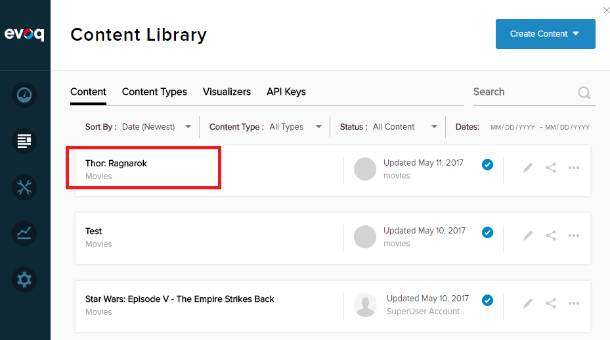 evoq
Content Library
Create Content
Content
Content Types
Visualizers
API Keys
Search
Sort By : Date (Newest)
Content Type : All Types
Status : All Content
Dates: MM/DD/YYYY - MM/DD/YYYY
Thor: Ragnarok
Movies
Updated May 11, 2017
movies
Test
Movies
Updated May 10, 2017
movies
Star Wars: Episode V - The Empire Strikes Back
Movies
Updated May 10, 2017
SuperUser Account